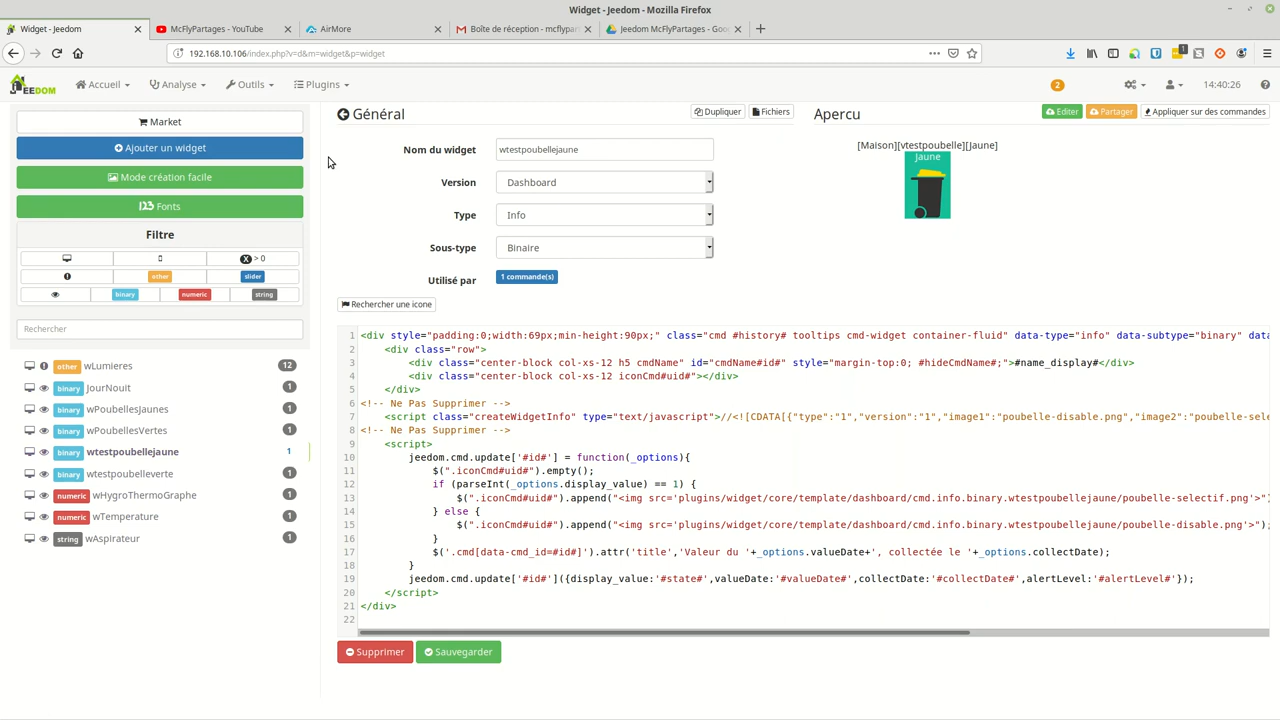 Widget - Jeedom - Mozilla Firefox
Widget - Jeedom
McFlyPartages - YouTube
AirMore
Boîte de réception - mcflypart
Jeedom McFlyPartages - Goo
192.168.10.106/index.php?v=d&m=widget&p=widget
1
JEEDOM
Accueil
Analyse
Outils
Plugins
2
14:40:26
Market
Ajouter un widget
Mode création facile
123 Fonts
Filtre
X > 0
other
slider
binary
numeric
string
Rechercher
other wLumieres 12
binary JourNouit 1
binary wPoubellesJaunes 1
binary wPoubellesVertes 1
binary wtestpoubellejaune 1
binary wtestpoubelleverte 1
numeric wHygroThermoGraphe 1
numeric wTemperature 1
string wAspirateur 1
Général
Dupliquer
Fichiers
Nom du widget wtestpoubellejaune
Version Dashboard
Type Info
Sous-type Binaire
Utilisé par 1 commande(s)
Rechercher une icone
Aperçu
Editer
Partager
Appliquer sur des commandes
[Maison][vtestpoubelle][Jaune]
Jaune
1 <div style="padding:0;width:69px;min-height:90px;" class="cmd #history# tooltips cmd-widget container-fluid" data-type="info" data-subtype="binary" data
2 <div class="row">
3 <div class="center-block col-xs-12 h5 cmdName" id="cmdName#id#" style="margin-top:0; #hideCmdName#;">#name_display#</div>
4 <div class="center-block col-xs-12 iconCmd#uid#"></div>
5 </div>
6 <!-- Ne Pas Supprimer -->
7 <script class="createWidgetInfo" type="text/javascript">//<![CDATA[{"type":"1","version":"1","image1":"poubelle-disable.png","image2":"poubelle-sele
8 <!-- Ne Pas Supprimer -->
9 <script>
10 jeedom.cmd.update['#id#'] = function(_options){
11 $(".iconCmd#uid#").empty();
12 if (parseInt(_options.display_value) == 1) {
13 $(".iconCmd#uid#").append("<img src='plugins/widget/core/template/dashboard/cmd.info.binary.wtestpoubellejaune/poubelle-selectif.png'>")
14 } else {
15 $(".iconCmd#uid#").append("<img src='plugins/widget/core/template/dashboard/cmd.info.binary.wtestpoubellejaune/poubelle-disable.png'>");
16 }
17 $('.cmd[data-cmd_id=#id#]').attr('title','Valeur du '+_options.valueDate+', collectée le '+_options.collectDate);
18 }
19 jeedom.cmd.update['#id#']({display_value:'#state#',valueDate:'#valueDate#',collectDate:'#collectDate#',alertLevel:'#alertLevel#'});
20 </script>
21 </div>
22
Supprimer
Sauvegarder